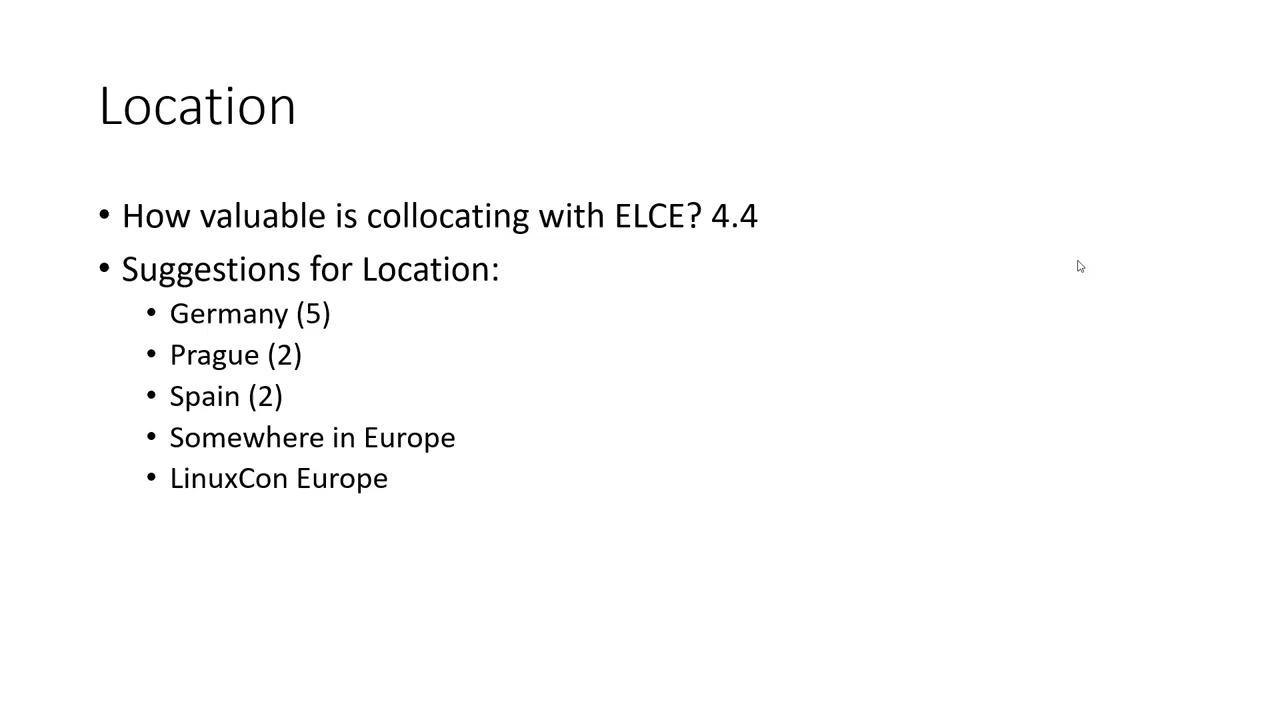 Location
• How valuable is collocating with ELCE? 4.4
• Suggestions for Location:
• Germany (5)
• Prague (2)
• Spain (2)
• Somewhere in Europe
• LinuxCon Europe